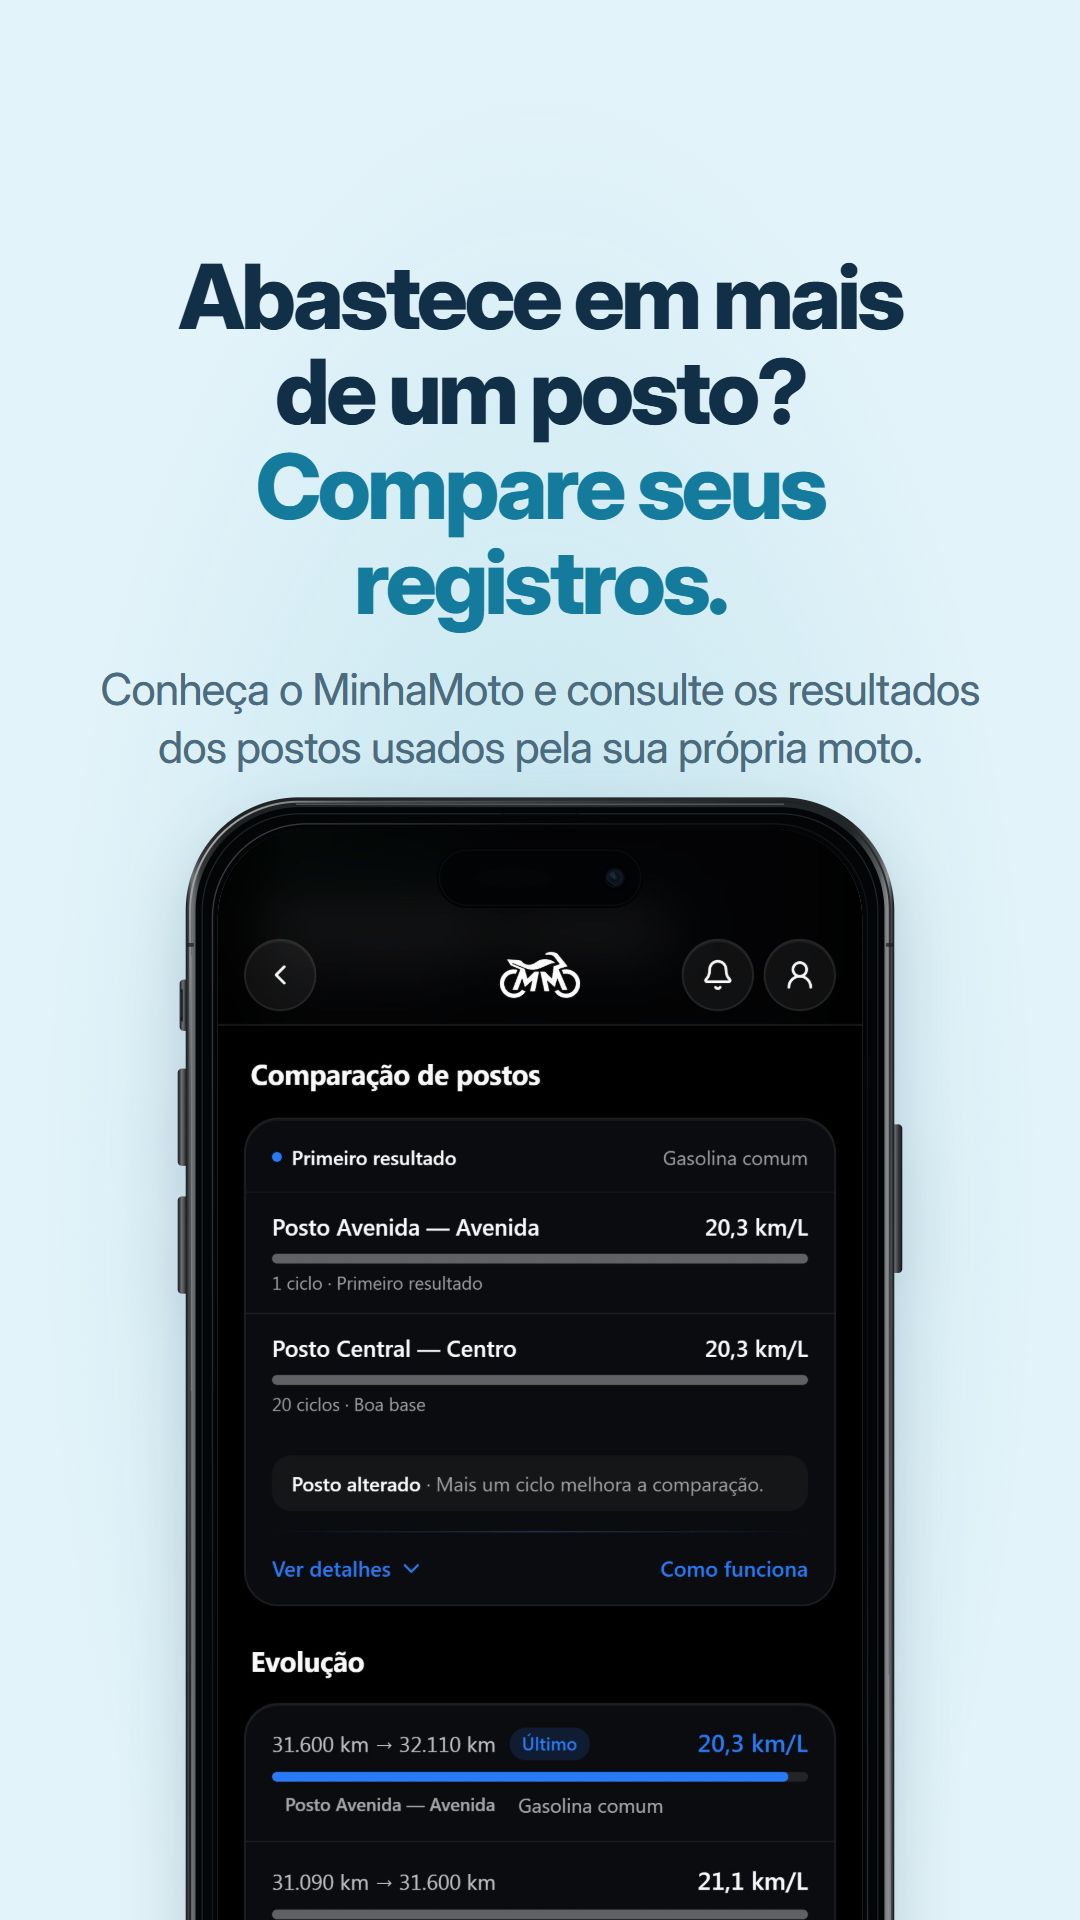 Abastece em mais
de um posto?
Compare seus
registros.
Conheça o MinhaMoto e consulte os resultados
dos postos usados pela sua própria moto.
MM
Comparação de postos
Primeiro resultado Gasolina comum
Posto Avenida — Avenida 20,3 km/L
1 ciclo · Primeiro resultado
Posto Central — Centro 20,3 km/L
20 ciclos · Boa base
Posto alterado · Mais um ciclo melhora a comparação.
Ver detalhes Como funciona
Evolução
31.600 km → 32.110 km Último 20,3 km/L
Posto Avenida — Avenida Gasolina comum
31.090 km → 31.600 km 21,1 km/L